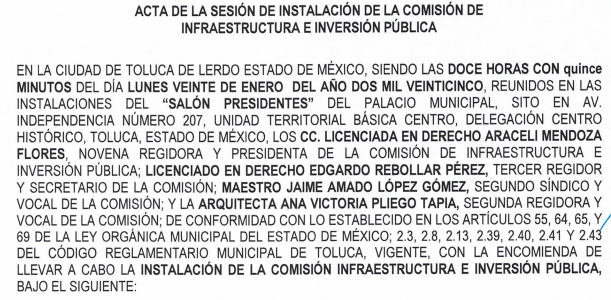 ACTA DE LA SESIÓN DE INSTALACIÓN DE LA COMISIÓN DE
INFRAESTRUCTURA E INVERSIÓN PÚBLICA
EN LA CIUDAD DE TOLUCA DE LERDO ESTADO DE MÉXICO, SIENDO LAS DOCE HORAS CON quince
MINUTOS DEL DÍA LUNES VEINTE DE ENERO DEL AÑO DOS MIL VEINTICINCO, REUNIDOS EN LAS
INSTALACIONES DEL “SALÓN PRESIDENTES” DEL PALACIO MUNICIPAL, SITO EN AV.
INDEPENDENCIA NÚMERO 207, UNIDAD TERRITORIAL BÁSICA CENTRO, DELEGACIÓN CENTRO
HISTÓRICO, TOLUCA, ESTADO DE MÉXICO, LOS CC. LICENCIADA EN DERECHO ARACELI MENDOZA
FLORES, NOVENA REGIDORA Y PRESIDENTA DE LA COMISIÓN DE INFRAESTRUCTURA E
INVERSIÓN PÚBLICA; LICENCIADO EN DERECHO EDGARDO REBOLLAR PÉREZ, TERCER REGIDOR
Y SECRETARIO DE LA COMISIÓN; MAESTRO JAIME AMADO LÓPEZ GÓMEZ, SEGUNDO SÍNDICO Y
VOCAL DE LA COMISIÓN; Y LA ARQUITECTA ANA VICTORIA PLIEGO TAPIA, SEGUNDA REGIDORA Y
VOCAL DE LA COMISIÓN; DE CONFORMIDAD CON LO ESTABLECIDO EN LOS ARTÍCULOS 55, 64, 65, Y
69 DE LA LEY ORGÁNICA MUNICIPAL DEL ESTADO DE MÉXICO; 2.3, 2.8, 2.13, 2.39, 2.40, 2.41 Y 2.43
DEL CÓDIGO REGLAMENTARIO MUNICIPAL DE TOLUCA, VIGENTE, CON LA ENCOMIENDA DE
LLEVAR A CABO LA INSTALACIÓN DE LA COMISIÓN INFRAESTRUCTURA E INVERSIÓN PÚBLICA,
BAJO EL SIGUIENTE: